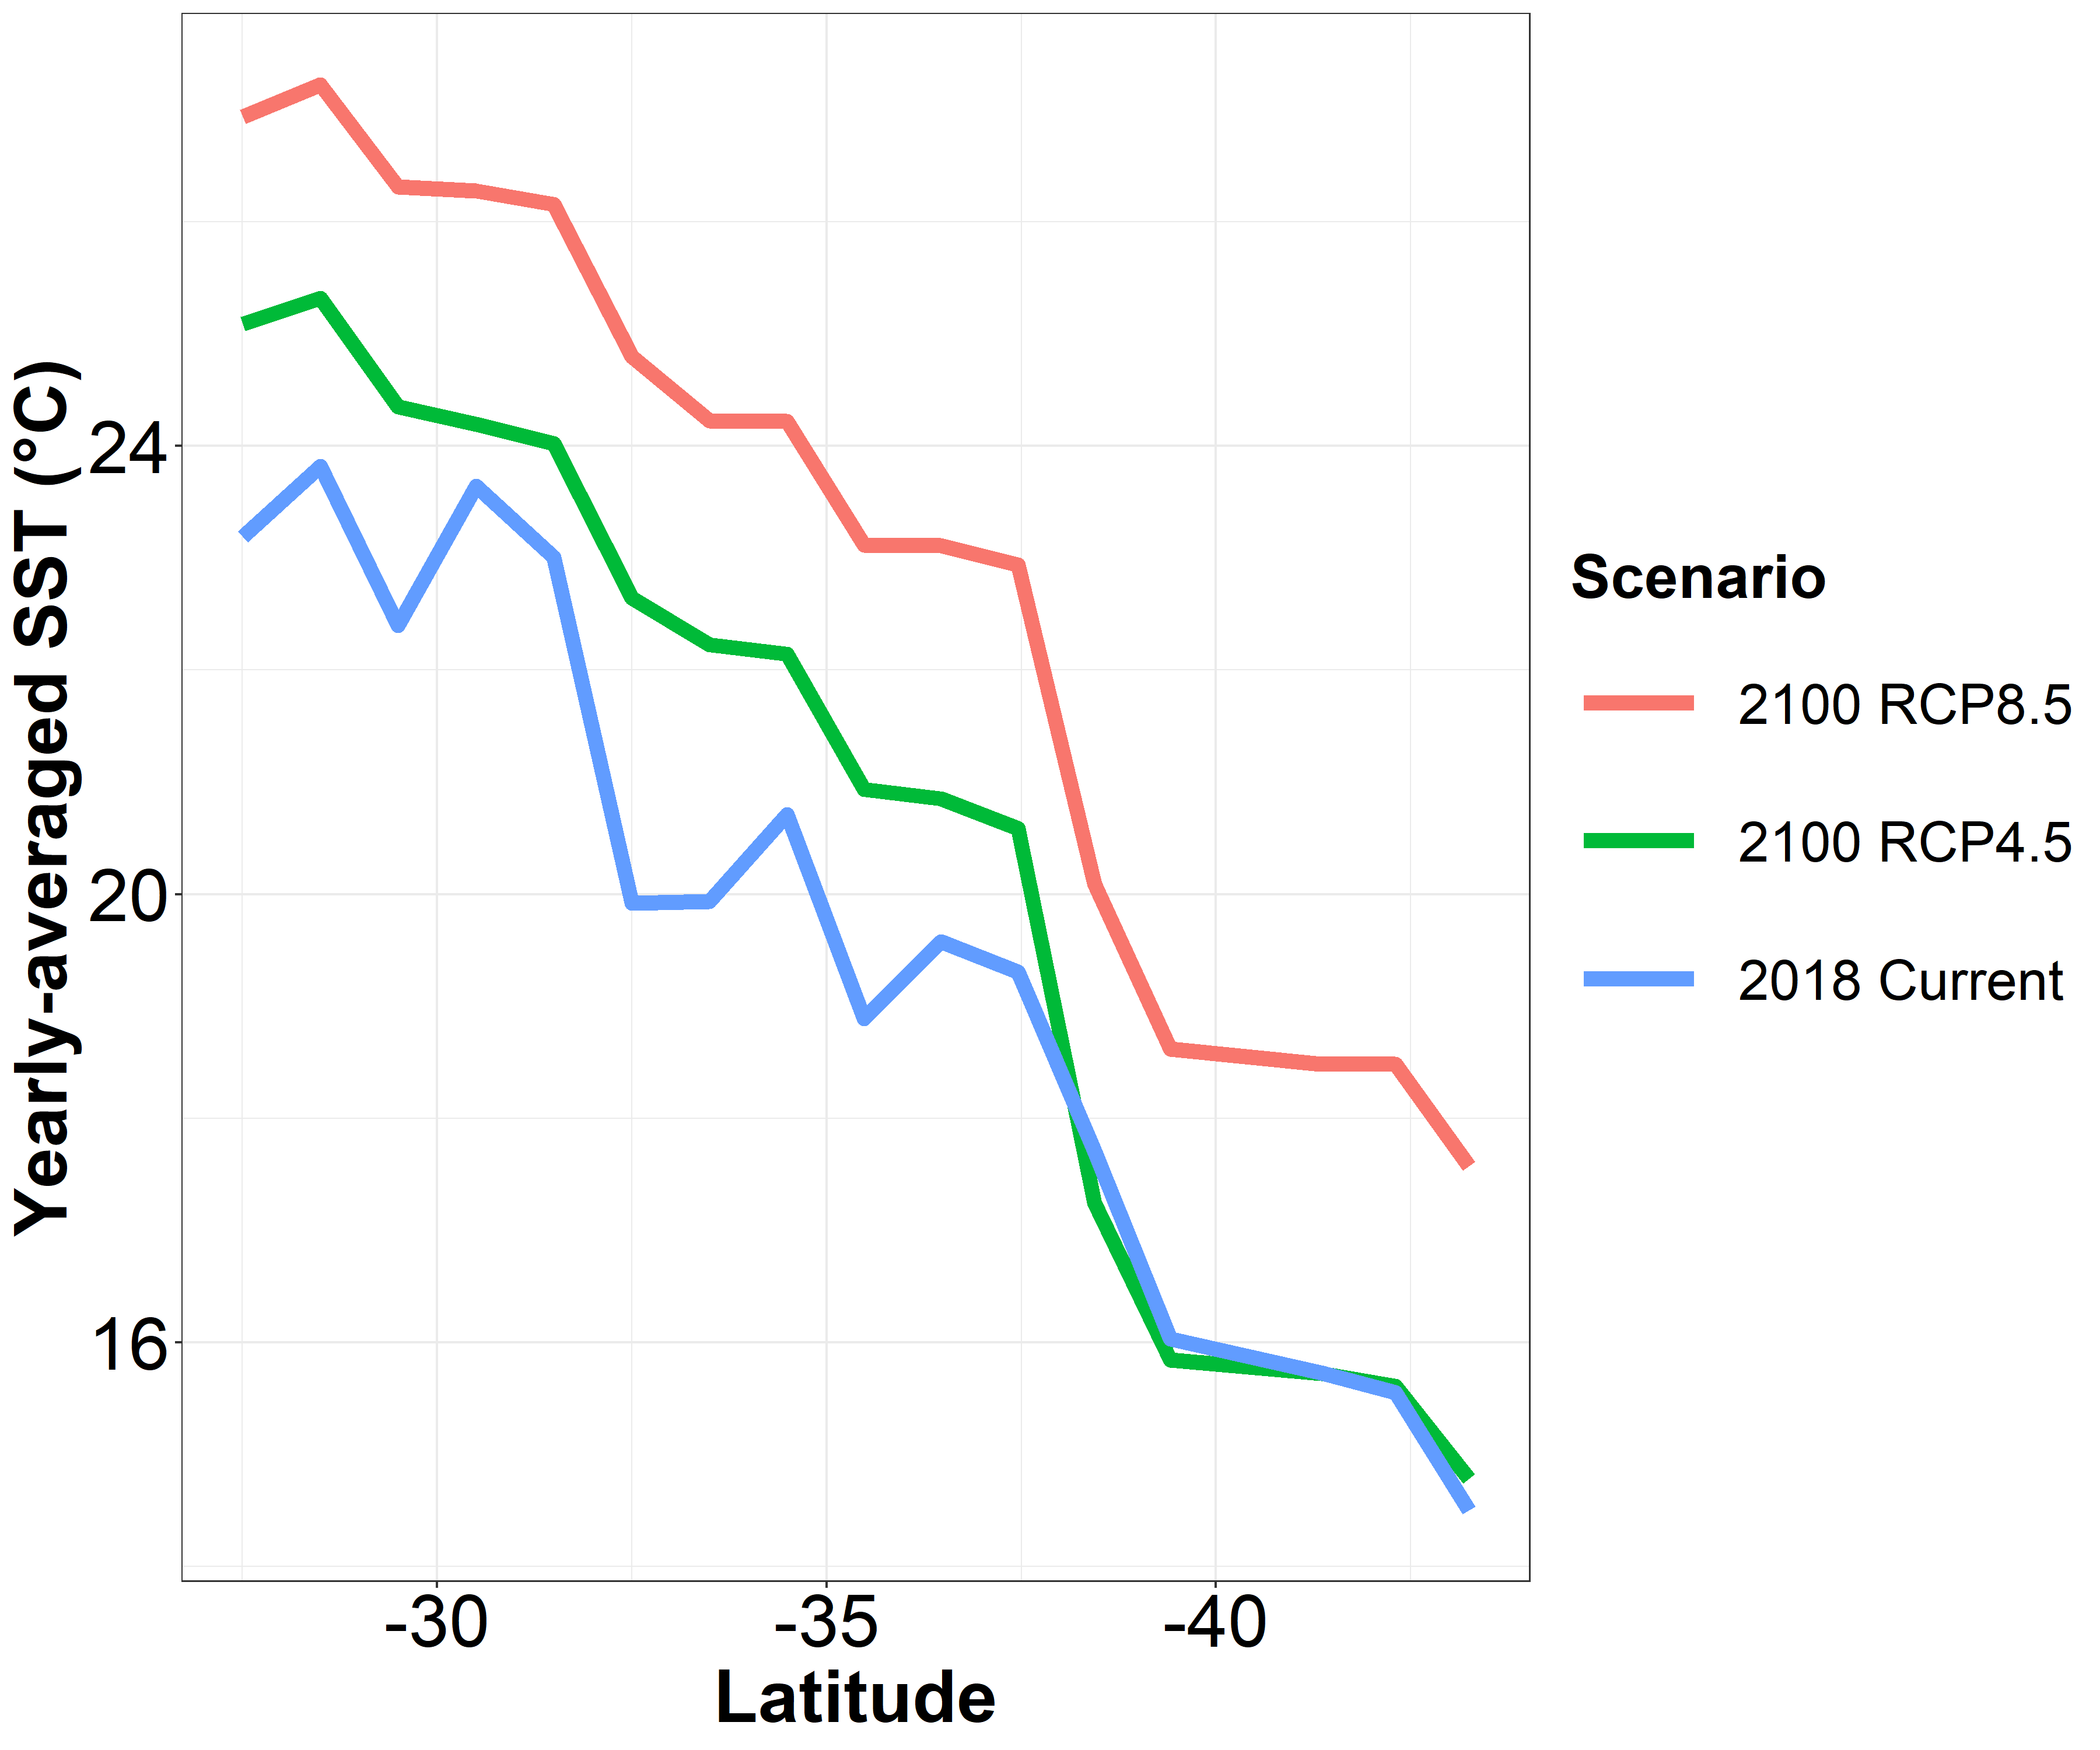 Yearly-averaged SST (°C)
24
20
16
-30
-35
-40
Latitude
Scenario
2100 RCP8.5
2100 RCP4.5
2018 Current